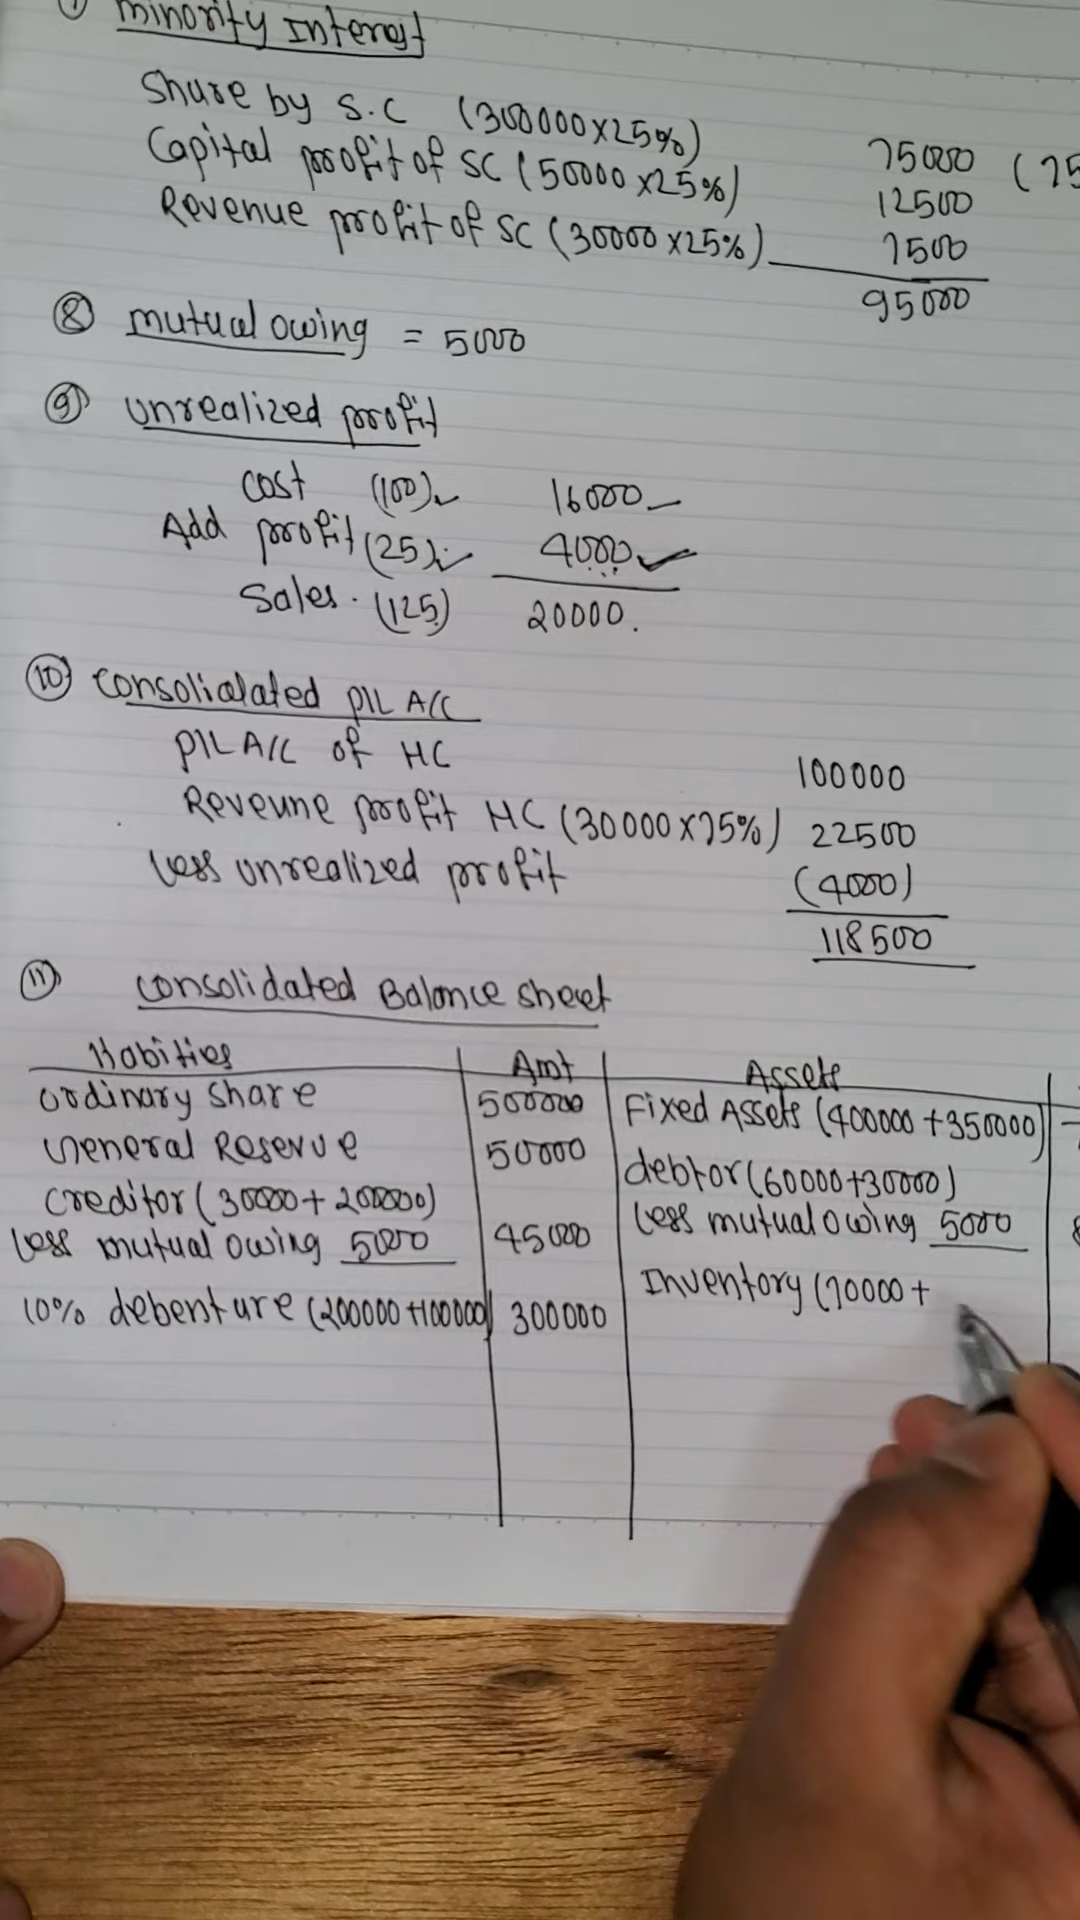 Minority Interest
Share by S.C (300000x25%) 75000 (75
Capital profit of SC (50000x25%) 12500
Revenue profit of SC (30000x25%) 7500
95000
⑧ mutual owing = 5000
⑨ unrealized profit
Cost (100) 16000
Add profit (25) 4000
Sales. (125) 20000.
⑩ consolidated P/L A/C
P/L A/C of HC 100000
Reveune profit HC (30000x75%) 22500
less unrealized profit (4000)
118500
⑪ consolidated Balance sheet
liabities Amt Assets
ordinary share 500000 Fixed Assets (400000+350000)
General Reserve 50000 debtor (60000+30000)
Creditor (30000+20000) less mutual owing 5000
less mutual owing 5000 45000 Inventory (70000+
10% debenture (200000+100000) 300000